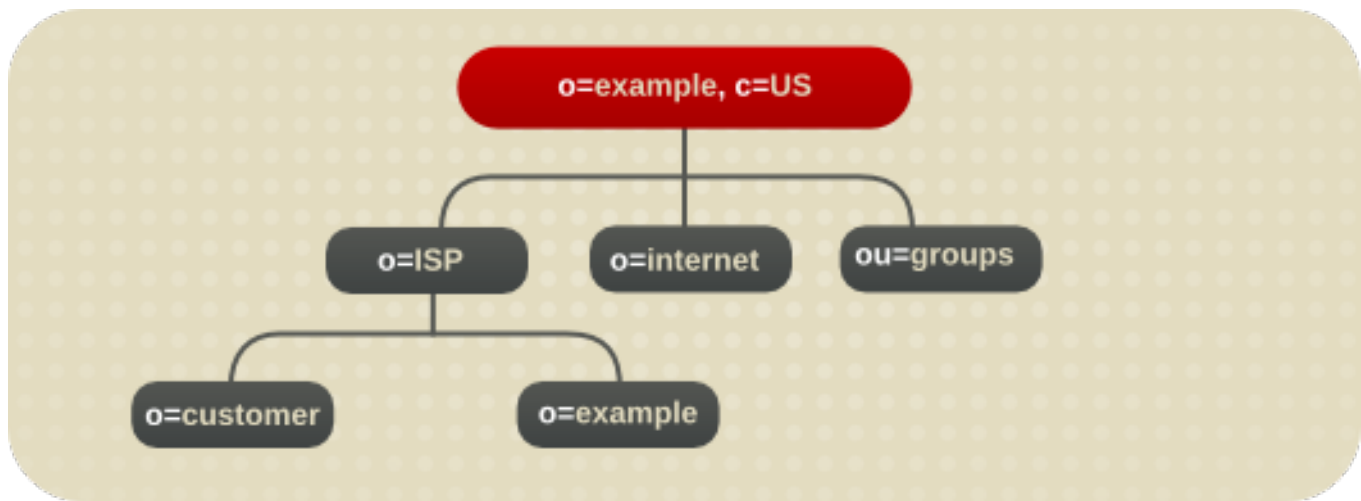 o=example, c=US
o=ISP
o=internet
ou=groups
o=customer
o=example